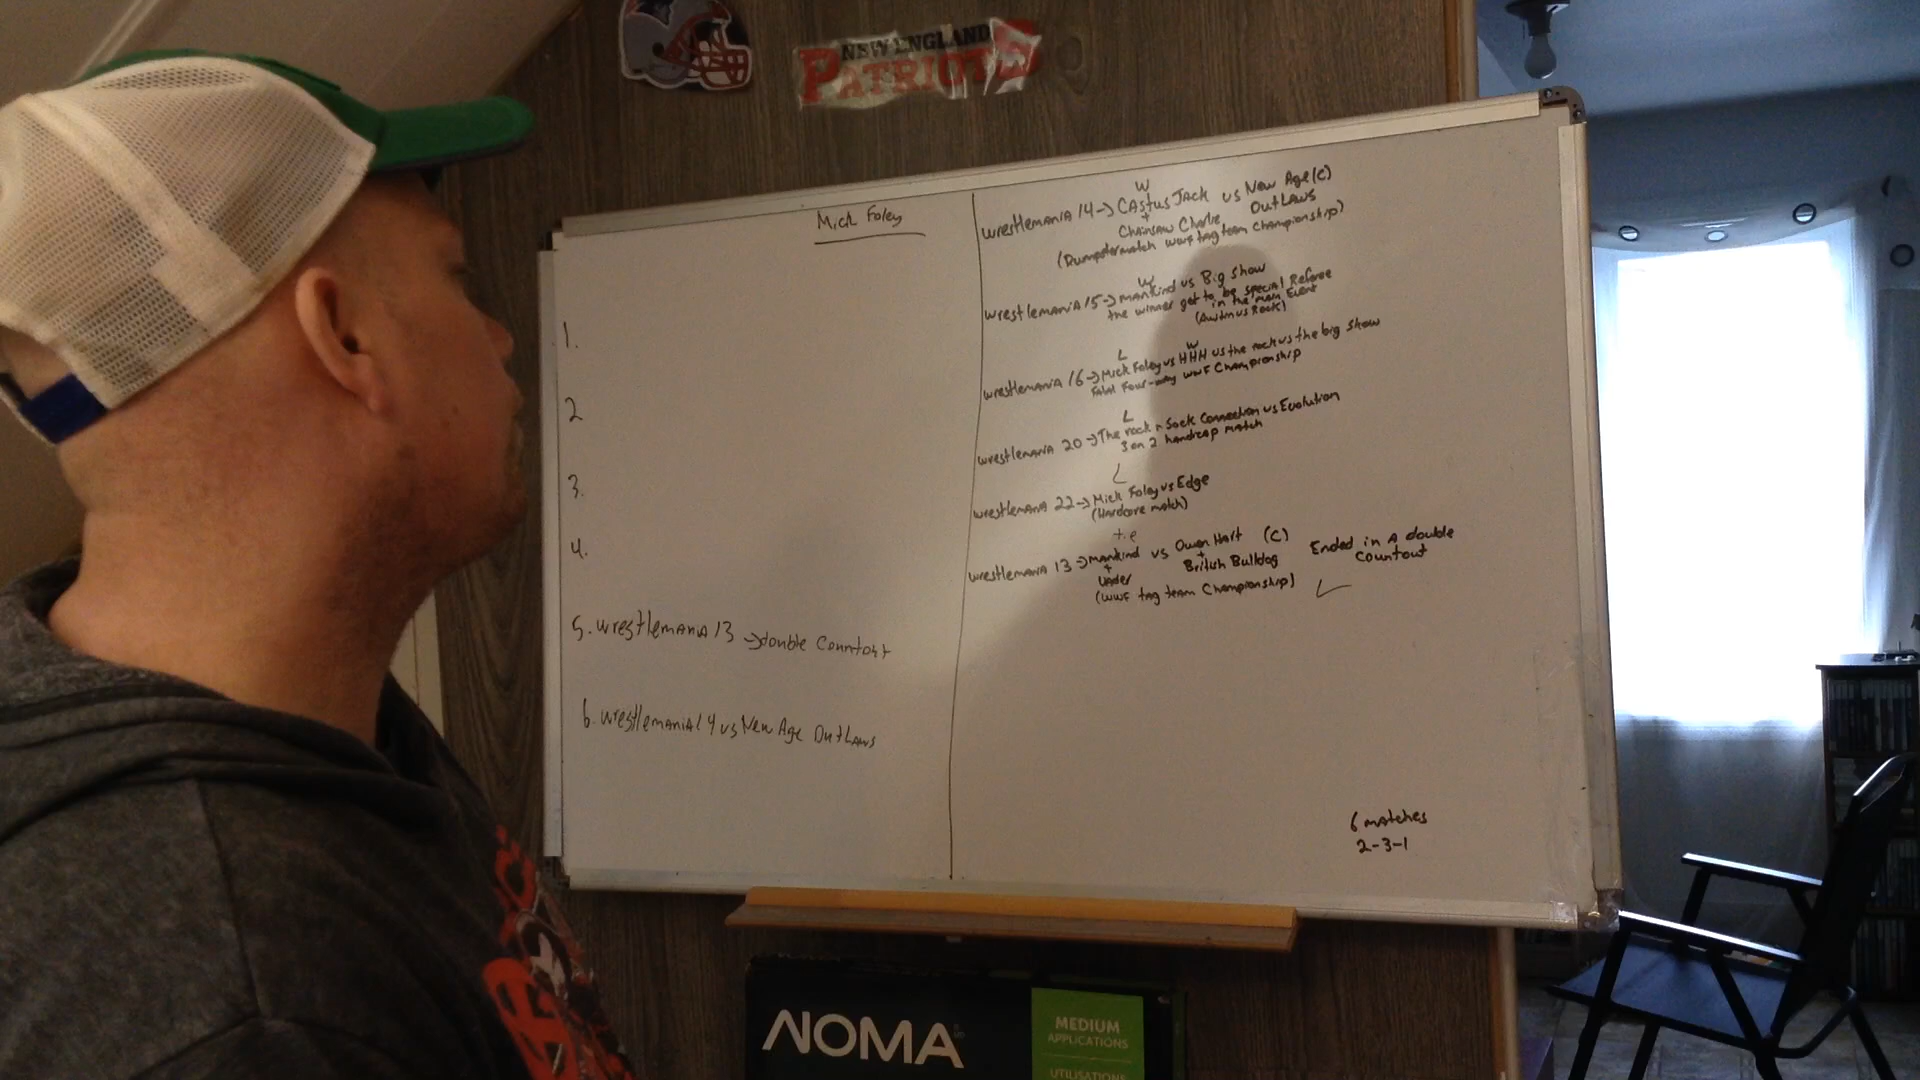 NEW ENGLAND
PATRIOTS
Mick Foley
1.
2
3.
4.
5. Wrestlemania 13 → double Countout
6. Wrestlemania 14 vs New Age Outlaws
W
Wrestlemania 14 → CAStus JAck vs New Age (C)
+ OutLAWS
Chainsaw Charlie
(Dumpstermatch WWF tag team Championship)
W
Wrestlemania 15 → mankind vs Big Show
the winner get to be special Referee
in the main Event
(Austin vs Rock)
L W
Wrestlemania 16 → Mick Foley vs HHH vs the rock vs the big show
Fatal Four-way WWF Championship
L
Wrestlemania 20 → The rock n Sock Connection vs Evolution
3 on 2 handicap match
L
Wrestlemania 22 → Mick Foley vs Edge
(Hardcore match)
tie
Wrestlemania 13 → mankind vs Owen Hart (C) Ended in A double
+ + Countout
Vader British Bulldog
(WWF tag team Championship)
6 matches
2-3-1
NOMA
MEDIUM
APPLICATIONS
UTILISATIONS